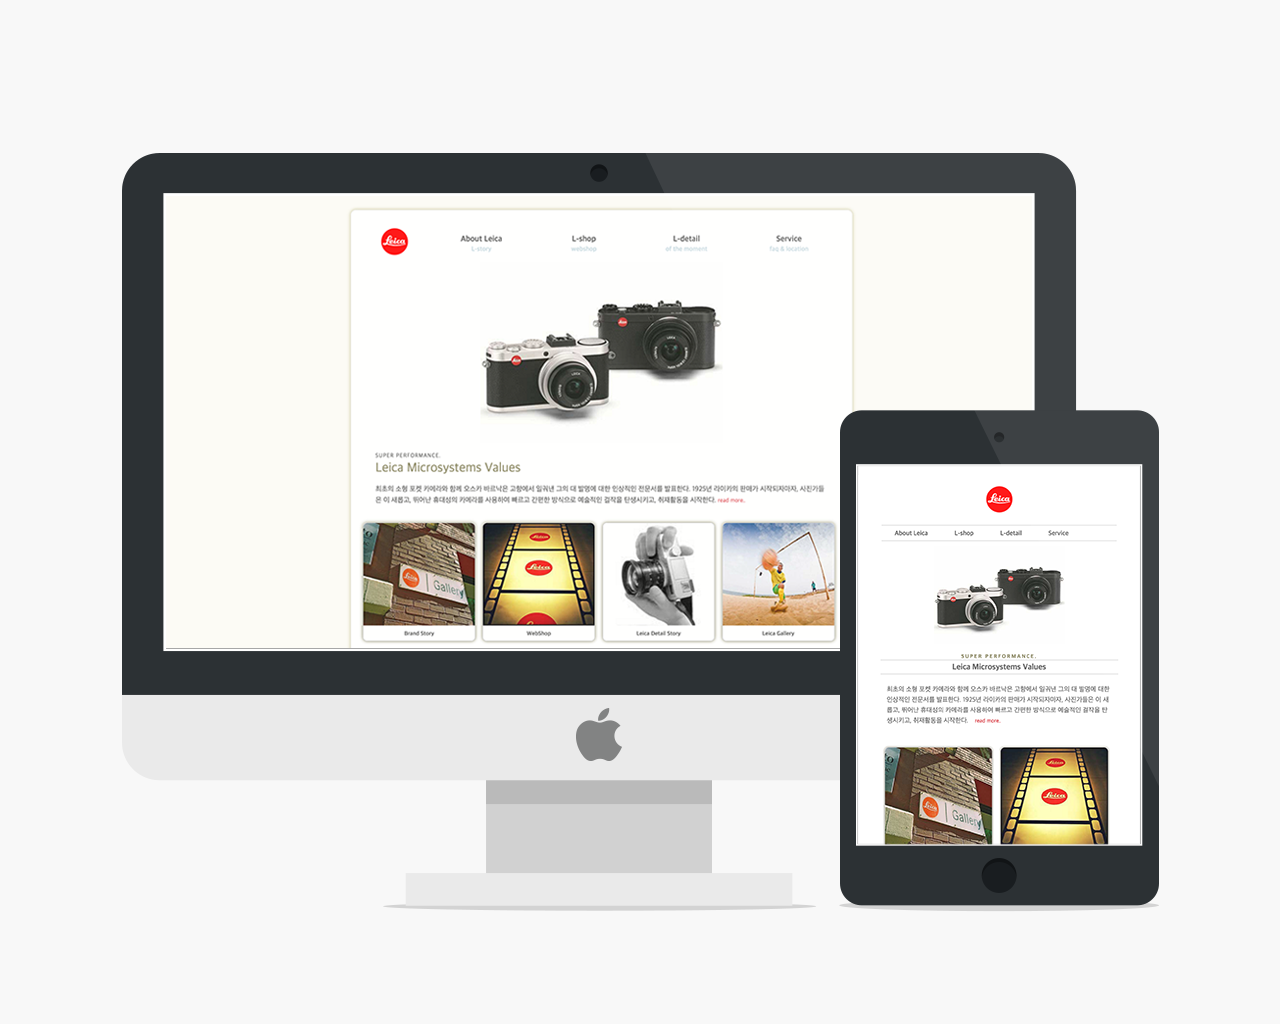 Leica
About Leica
L-story
L-shop
webshop
L-detail
of the moment
Service
faq & location
Leica
Leica
SUPER PERFORMANCE.
Leica Microsystems Values
최초의 소형 포켓 카메라와 함께 오스카 바르낙은 고향에서 일궈낸 그의 대 발명에 대한 인상적인 전문서를 발표한다. 1925년 라이카의 판매가 시작되자마자, 사진가들
은 이 새롭고, 뛰어난 휴대성의 카메라를 사용하여 빠르고 간편한 방식으로 예술적인 걸작을 탄생시키고, 취재활동을 시작한다. read more.
Leica
Gallery
Leica
Leica
Brand Story
WebShop
Leica Detail Story
Leica Gallery
Leica
About Leica
L-shop
L-detail
Service
SUPER PERFORMANCE.
Leica Microsystems Values
최초의 소형 포켓 카메라와 함께 오스카 바르낙은 고향에서 일궈낸 그의 대 발명에 대한
인상적인 전문서를 발표한다. 1925년 라이카의 판매가 시작되자마자, 사진가들은 이 새
롭고, 뛰어난 휴대성의 카메라를 사용하여 빠르고 간편한 방식으로 예술적인 걸작을 탄
생시키고, 취재활동을 시작한다. read more.
Leica
Gallery
Leica
Leica